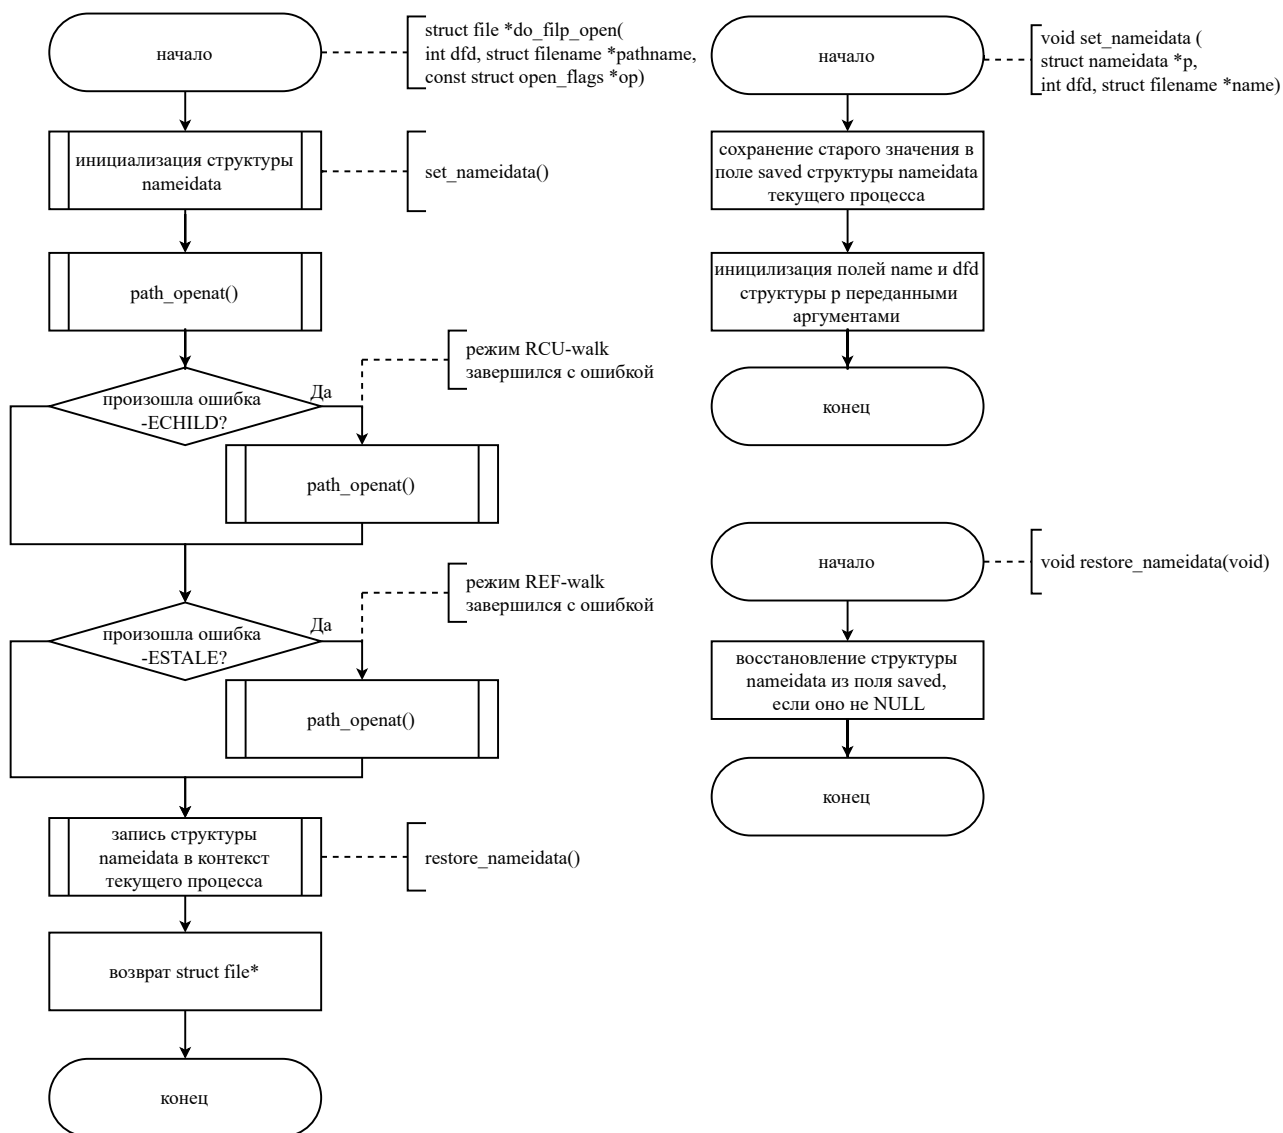 начало
struct file *do_filp_open(
int dfd, struct filename *pathname,
const struct open_flags *op)
инициализация структуры
nameidata
set_nameidata()
path_openat()
произошла ошибка
-ECHILD?
Да
режим RCU-walk
завершился с ошибкой
path_openat()
произошла ошибка
-ESTALE?
Да
режим REF-walk
завершился с ошибкой
path_openat()
запись структуры
nameidata в контекст
текущего процесса
restore_nameidata()
возврат struct file*
конец
начало
void set_nameidata (
struct nameidata *p,
int dfd, struct filename *name)
сохранение старого значения в
поле saved структуры nameidata
текущего процесса
иницилизация полей name и dfd
структуры p переданными
аргументами
конец
начало
void restore_nameidata(void)
восстановление структуры
nameidata из поля saved,
если оно не NULL
конец